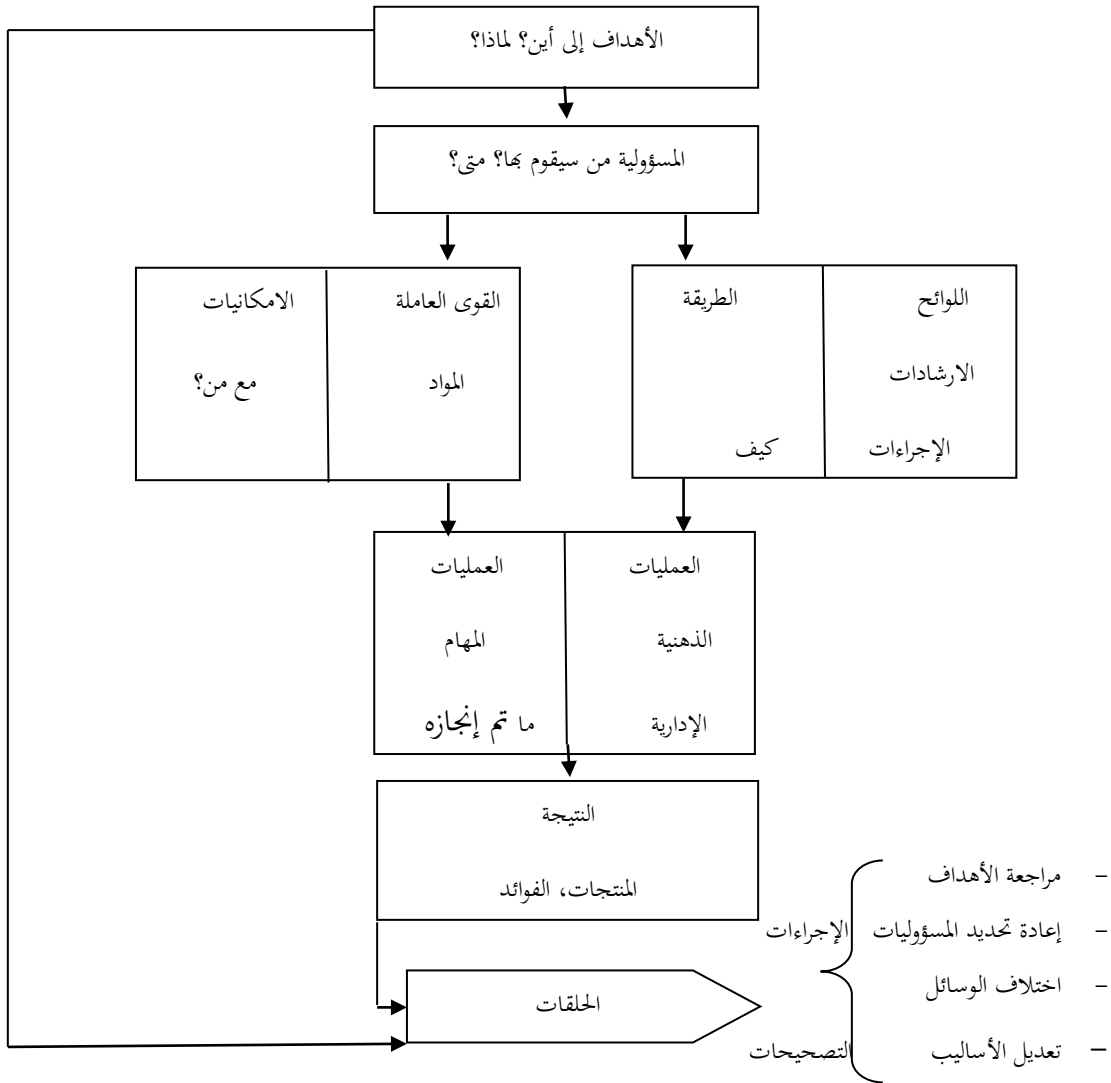 الأهداف إلى أين؟ لماذا؟
المسؤولية من سيقوم بها؟ متى؟
اللوائح
الارشادات
الإجراءات
الطريقة
كيف
القوى العاملة
المواد
الامكانيات
مع من؟
العمليات
الذهنية
الإدارية
العمليات
المهام
ما تم إنجازه
النتيجة
المنتجات، الفوائد
الحلقات
الإجراءات
التصحيحات
- مراجعة الأهداف
- إعادة تحديد المسؤوليات
- اختلاف الوسائل
- تعديل الأساليب